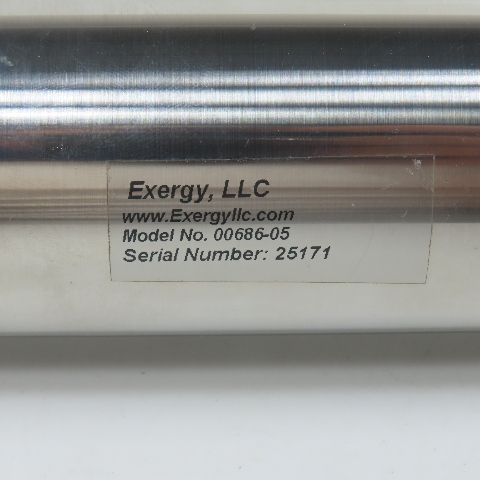 Exergy, LLC
www.Exergyllc.com
Model No. 00686-05
Serial Number: 25171